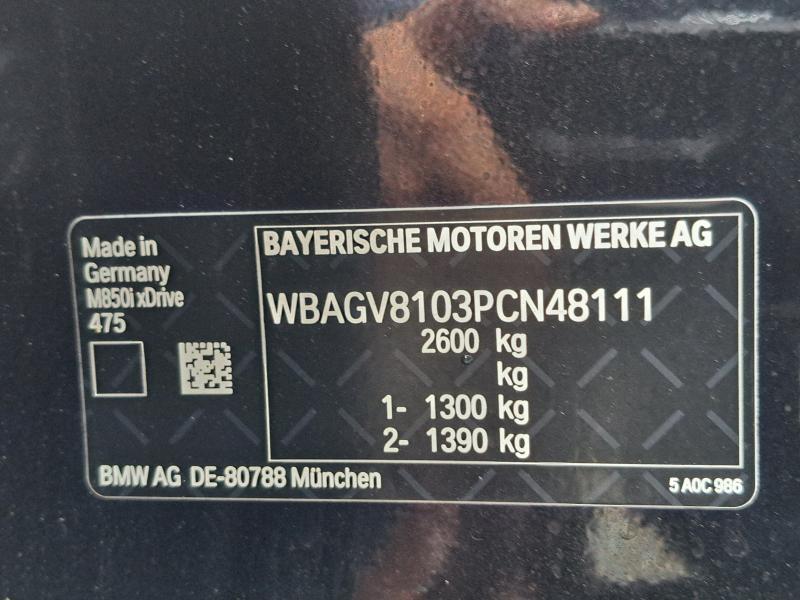 Made in
Germany
M850i xDrive
475
BAYERISCHE MOTOREN WERKE AG
WBAGV8103PCN48111
2600 kg
kg
1- 1300 kg
2- 1390 kg
BMW AG DE-80788 München
5 A0C 986